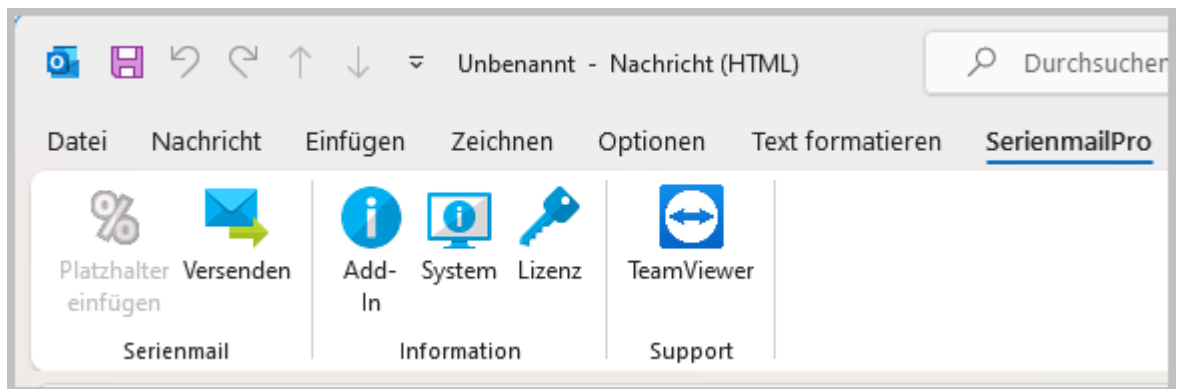 Unbenannt - Nachricht (HTML)
Durchsuchen
Datei Nachricht Einfügen Zeichnen Optionen Text formatieren SerienmailPro
Platzhalter einfügen
Versenden
Add-In
System
Lizenz
TeamViewer
Serienmail Information Support